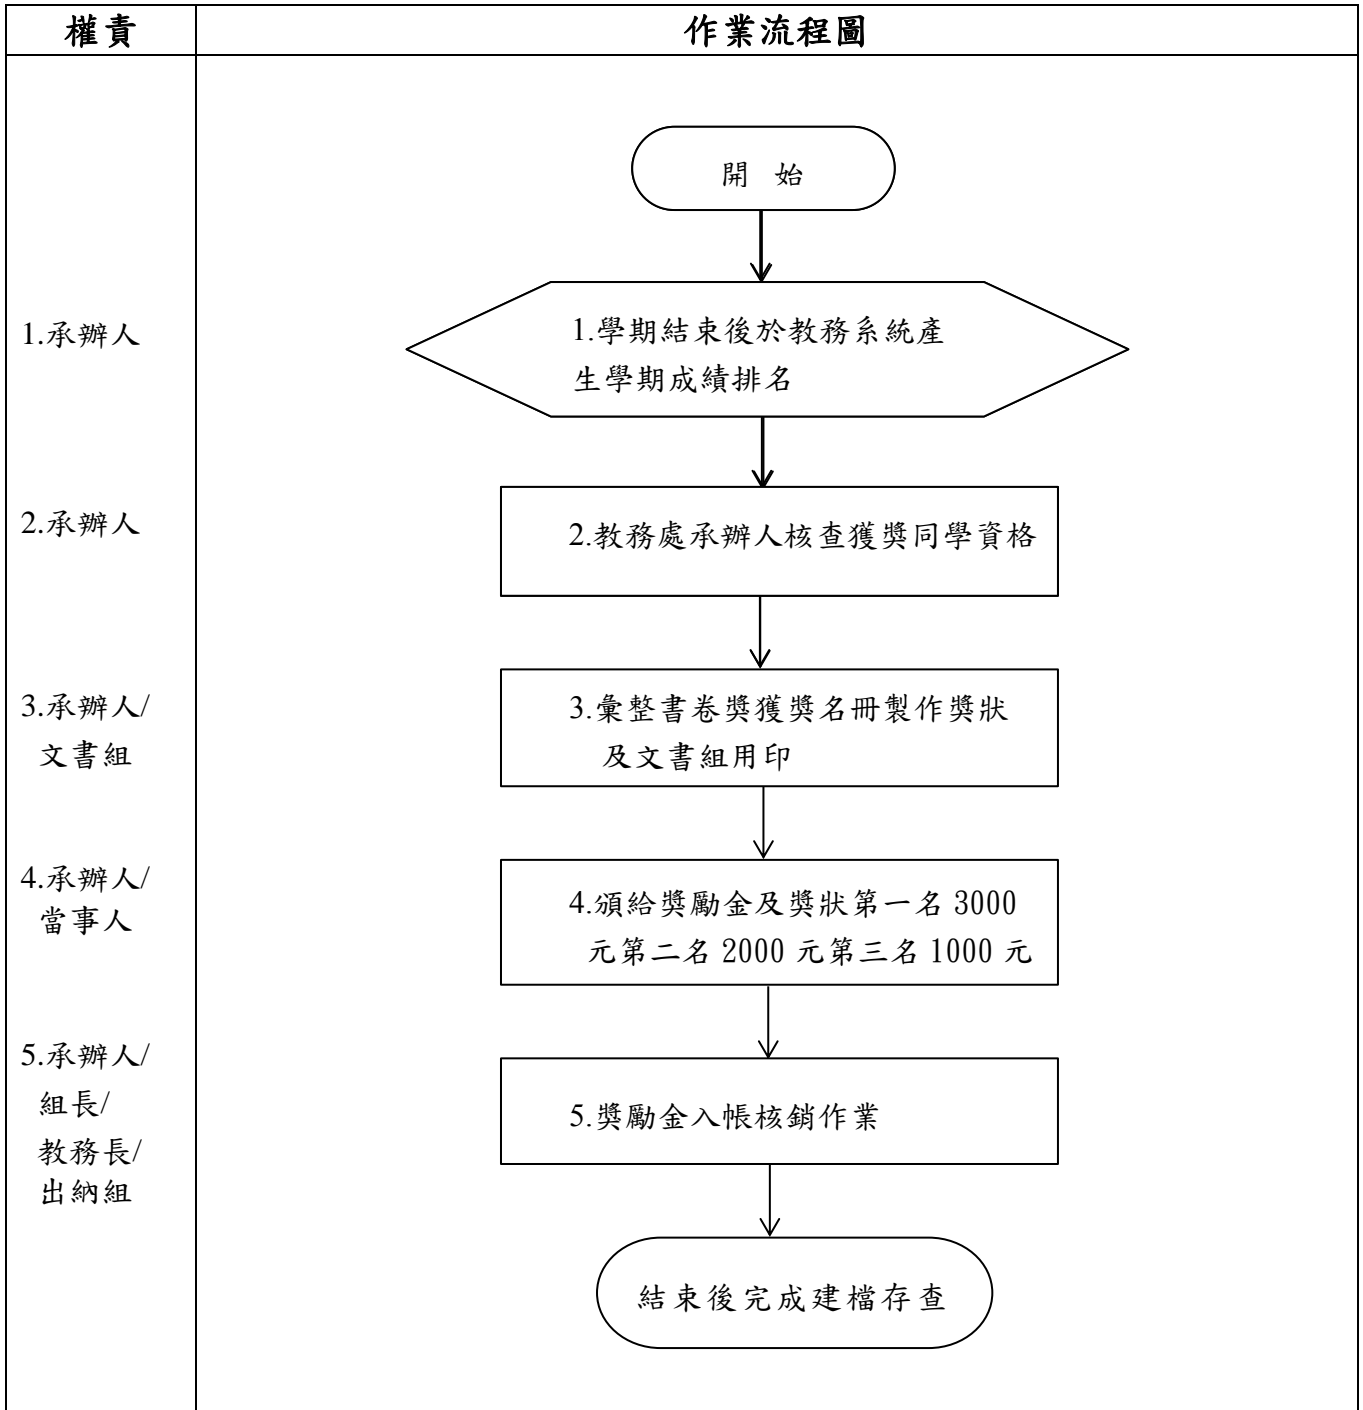 權責
作業流程圖
開 始
1.承辦人
1.學期結束後於教務系統產
生學期成績排名
2.承辦人
2.教務處承辦人核查獲獎同學資格
3.承辦人/
文書組
3.彙整書卷獎獲獎名冊製作獎狀
及文書組用印
4.承辦人/
當事人
4.頒給獎勵金及獎狀第一名 3000
元第二名 2000 元第三名 1000 元
5.承辦人/
組長/
教務長/
出納組
5.獎勵金入帳核銷作業
結束後完成建檔存查